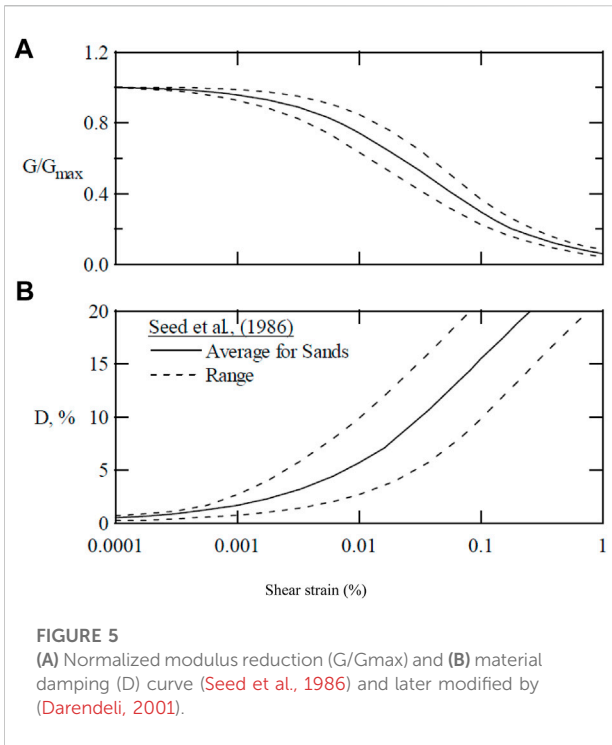 A
1.2
0.8
G/Gmax
0.4
0.0
B
20
Seed et al., (1986)
Average for Sands
15
Range
D, %
10
5
0
0.0001 0.001 0.01 0.1 1
Shear strain (%)
FIGURE 5
(A) Normalized modulus reduction (G/Gmax) and (B) material
damping (D) curve (Seed et al., 1986) and later modified by
(Darendeli, 2001).